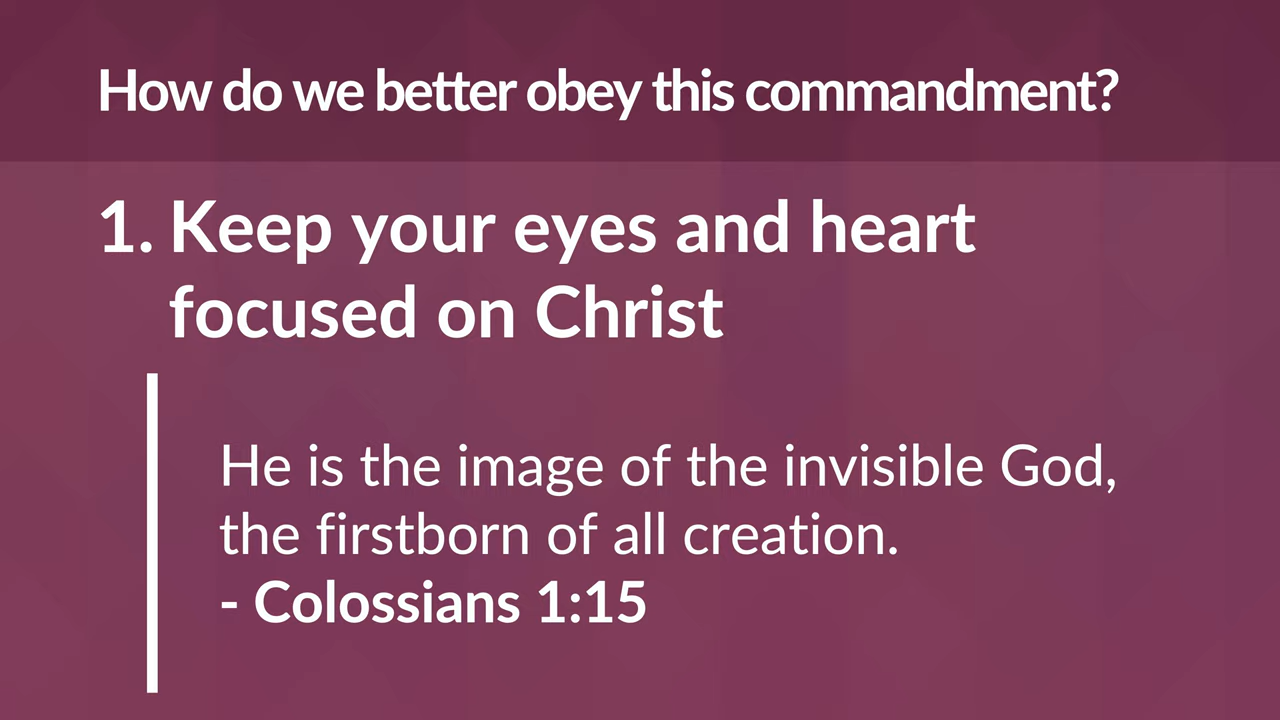 How do we better obey this commandment?
1. Keep your eyes and heart
focused on Christ
He is the image of the invisible God,
the firstborn of all creation.
- Colossians 1:15